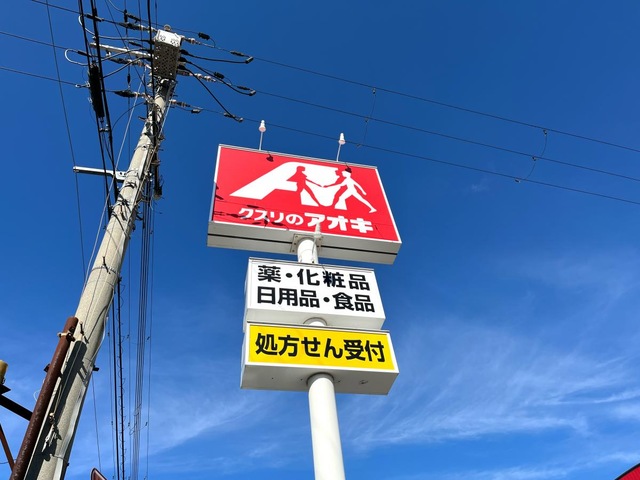 クスリのアオキ
薬・化粧品
日用品・食品
処方せん受付